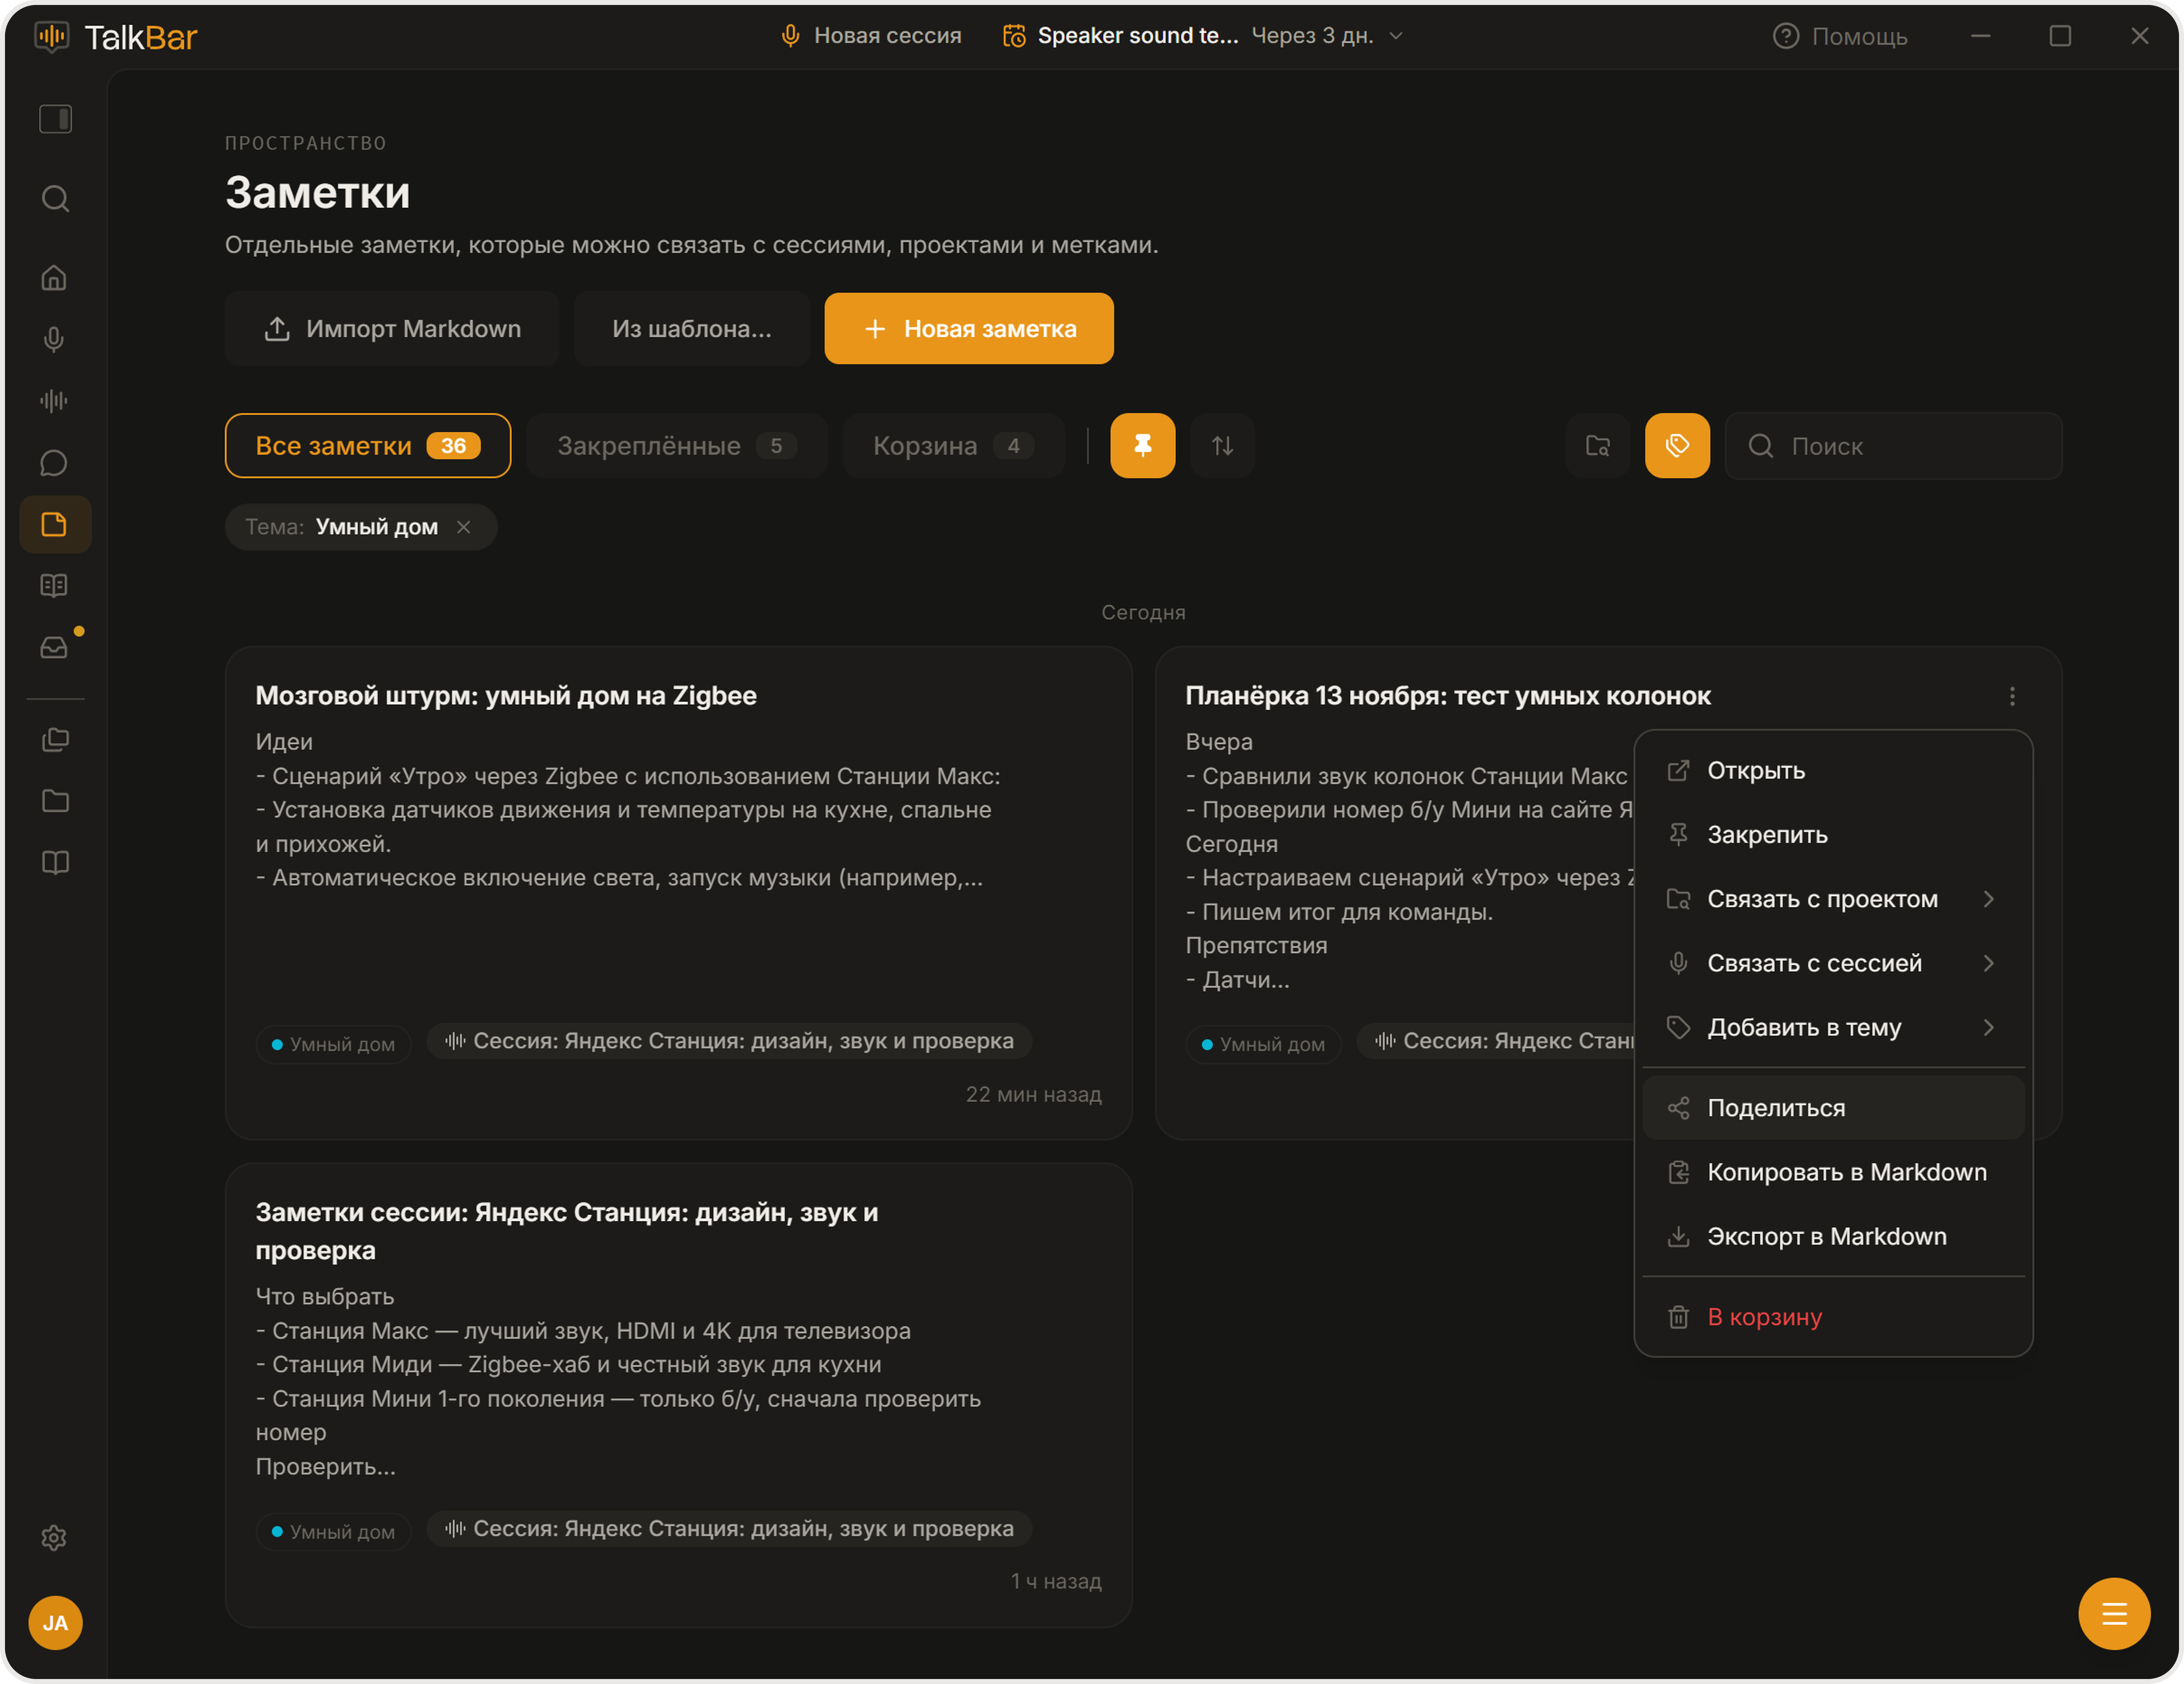 TalkBar
Новая сессия
Speaker sound te... Через 3 дн.
Помощь
ПРОСТРАНСТВО
Заметки
Отдельные заметки, которые можно связать с сессиями, проектами и метками.
Импорт Markdown
Из шаблона...
Новая заметка
Все заметки 36
Закреплённые 5
Корзина 4
Поиск
Тема: Умный дом
Сегодня
Мозговой штурм: умный дом на Zigbee
Идеи
- Сценарий «Утро» через Zigbee с использованием Станции Макс:
- Установка датчиков движения и температуры на кухне, спальне
и прихожей.
- Автоматическое включение света, запуск музыки (например,...
Умный дом
Сессия: Яндекс Станция: дизайн, звук и проверка
22 мин назад
Планёрка 13 ноября: тест умных колонок
Вчера
- Сравнили звук колонок Станции Макс
- Проверили номер б/у Мини на сайте Я
Сегодня
- Настраиваем сценарий «Утро» через Z
- Пишем итог для команды.
Препятствия
- Датчи...
Умный дом
Сессия: Яндекс Стан
Открыть
Закрепить
Связать с проектом
Связать с сессией
Добавить в тему
Поделиться
Копировать в Markdown
Экспорт в Markdown
В корзину
Заметки сессии: Яндекс Станция: дизайн, звук и
проверка
Что выбрать
- Станция Макс — лучший звук, HDMI и 4K для телевизора
- Станция Миди — Zigbee-хаб и честный звук для кухни
- Станция Мини 1-го поколения — только б/у, сначала проверить
номер
Проверить...
Умный дом
Сессия: Яндекс Станция: дизайн, звук и проверка
1 ч назад
JA